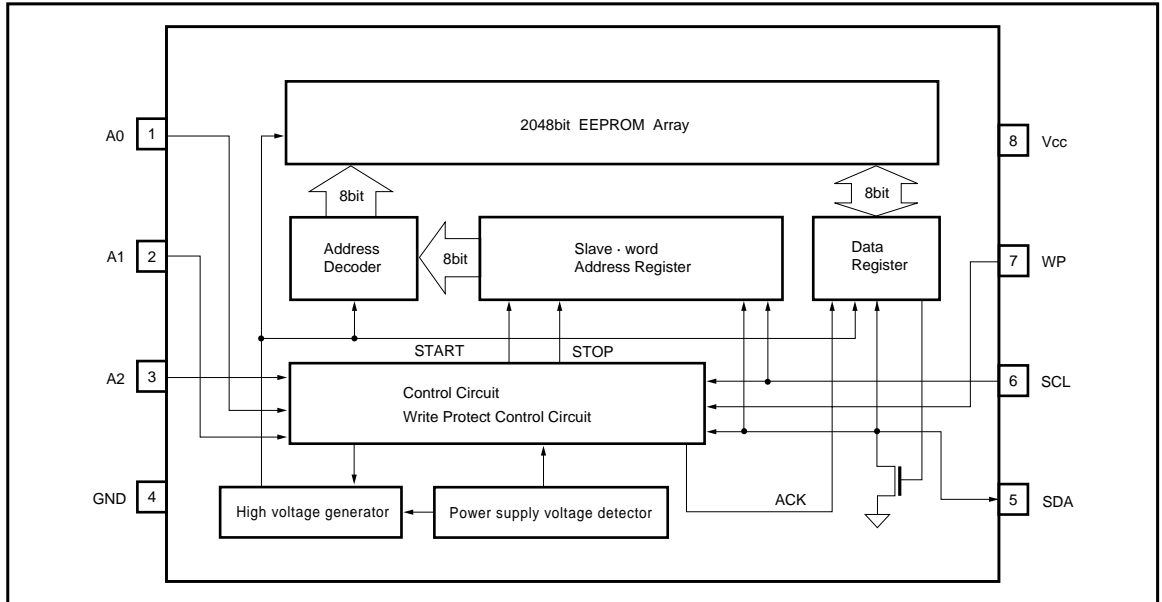 2048bit EEPROM Array
A0
1
8
Vcc
8bit
8bit
Address
Decoder
8bit
Slave · word
Address Register
Data
Register
A1
2
7
WP
START
STOP
A2
3
6
SCL
Control Circuit
Write Protect Control Circuit
GND
4
High voltage generator
Power supply voltage detector
ACK
5
SDA